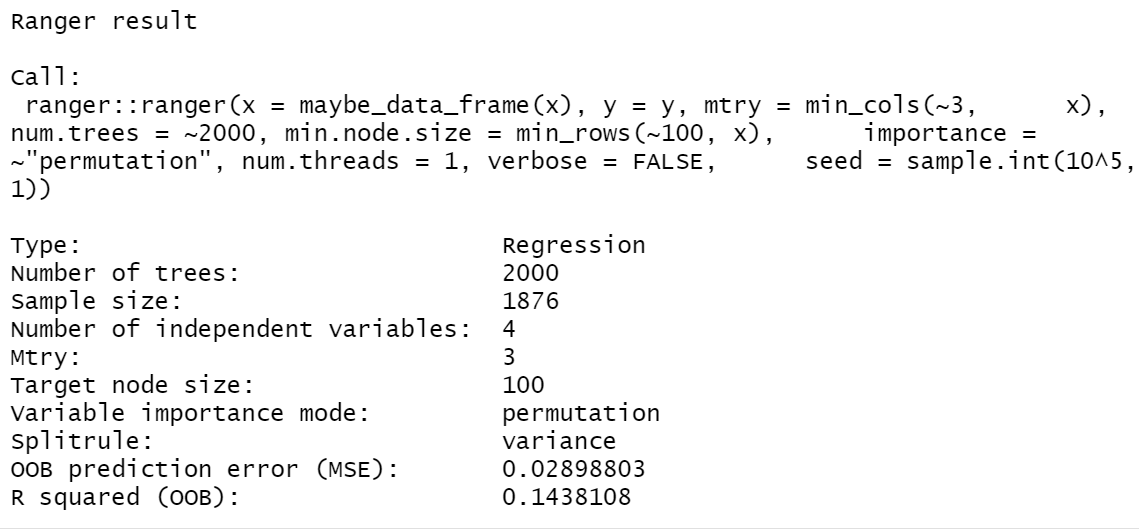 Ranger result
Call:
ranger::ranger(x = maybe_data_frame(x), y = y, mtry = min_cols(~3,      x),
num.trees = ~2000, min.node.size = min_rows(~100, x),      importance =
~"permutation", num.threads = 1, verbose = FALSE,      seed = sample.int(10^5,
1))
Type:                             Regression
Number of trees:                  2000
Sample size:                      1876
Number of independent variables:  4
Mtry:                             3
Target node size:                 100
Variable importance mode:         permutation
Splitrule:                        variance
OOB prediction error (MSE):       0.02898803
R squared (OOB):                  0.1438108